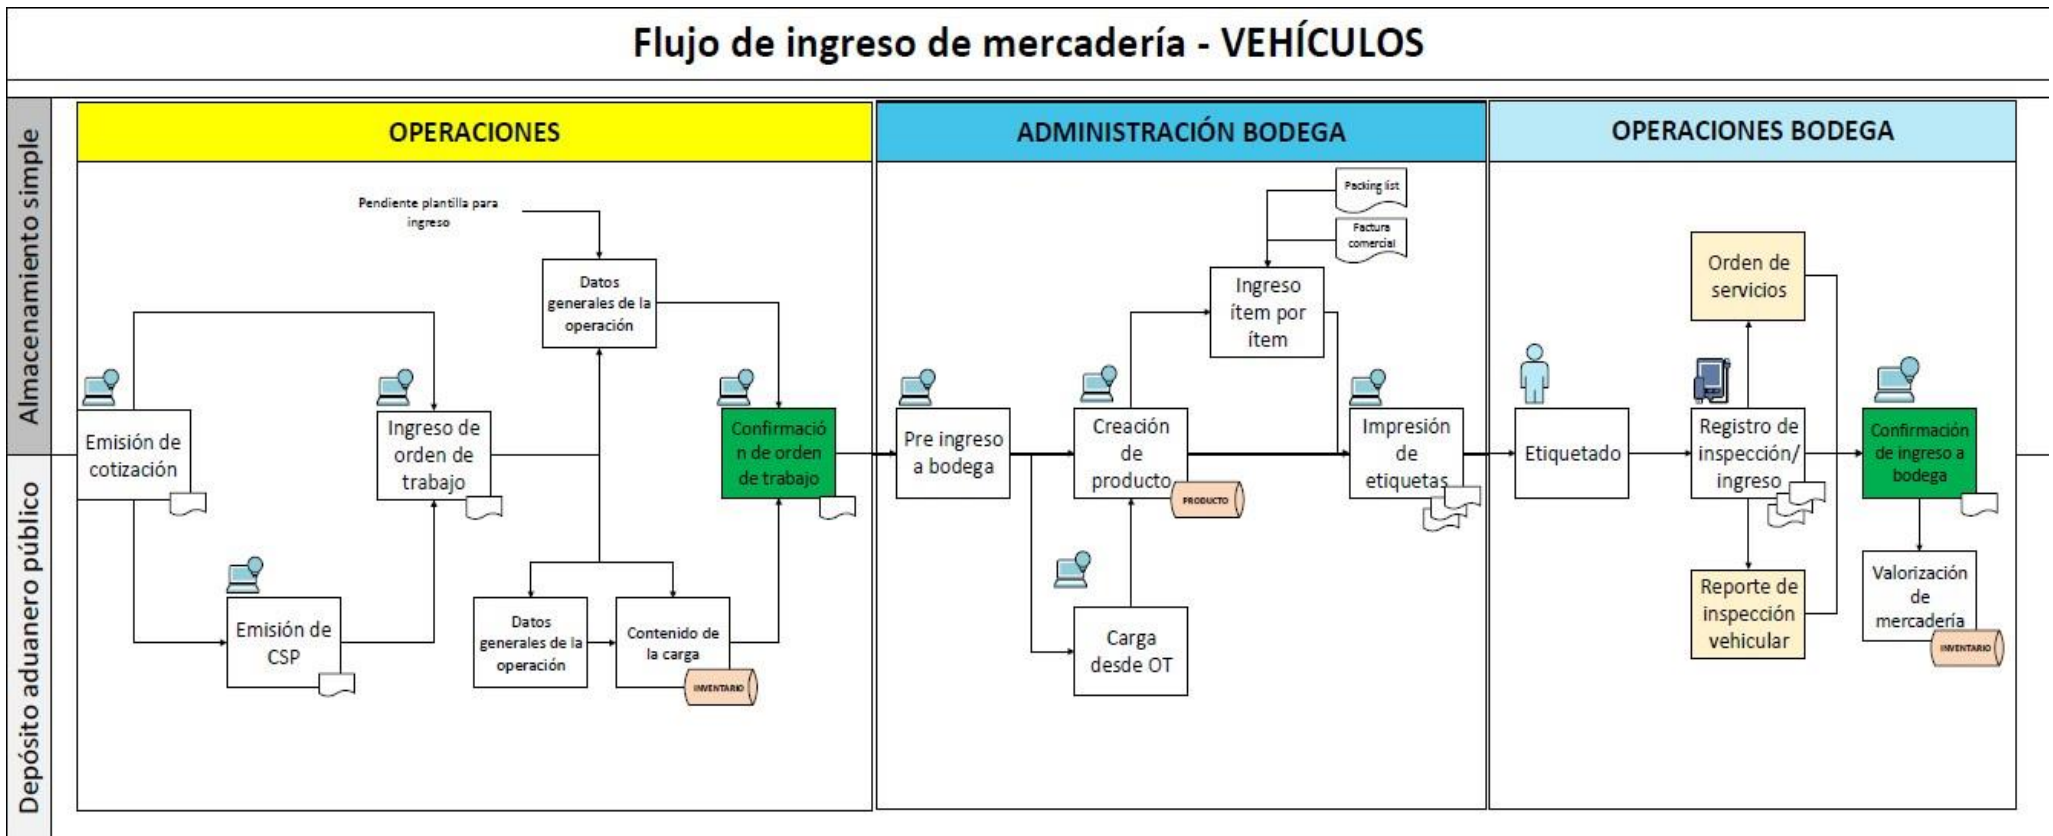 Flujo de ingreso de mercadería - VEHÍCULOS
Almacenamiento simple
Depósito aduanero público
OPERACIONES
Pendiente plantilla para
ingreso
Datos
generales de la
operación
Emisión de
cotización
Ingreso de
orden de
trabajo
Confirmació
n de orden
de trabajo
Emisión de
CSP
Datos
generales de la
operación
Contenido de
la carga
INVENTARIO
ADMINISTRACIÓN BODEGA
Packing list
Factura
comercial
Ingreso
ítem por
ítem
Pre ingreso
a bodega
Creación
de
producto
PRODUCTO
Impresión
de
etiquetas
Carga
desde OT
OPERACIONES BODEGA
Orden de
servicios
Etiquetado
Registro de
inspección/
ingreso
Confirmación
de ingreso a
bodega
Reporte de
inspección
vehicular
Valorización
de
mercadería
INVENTARIO